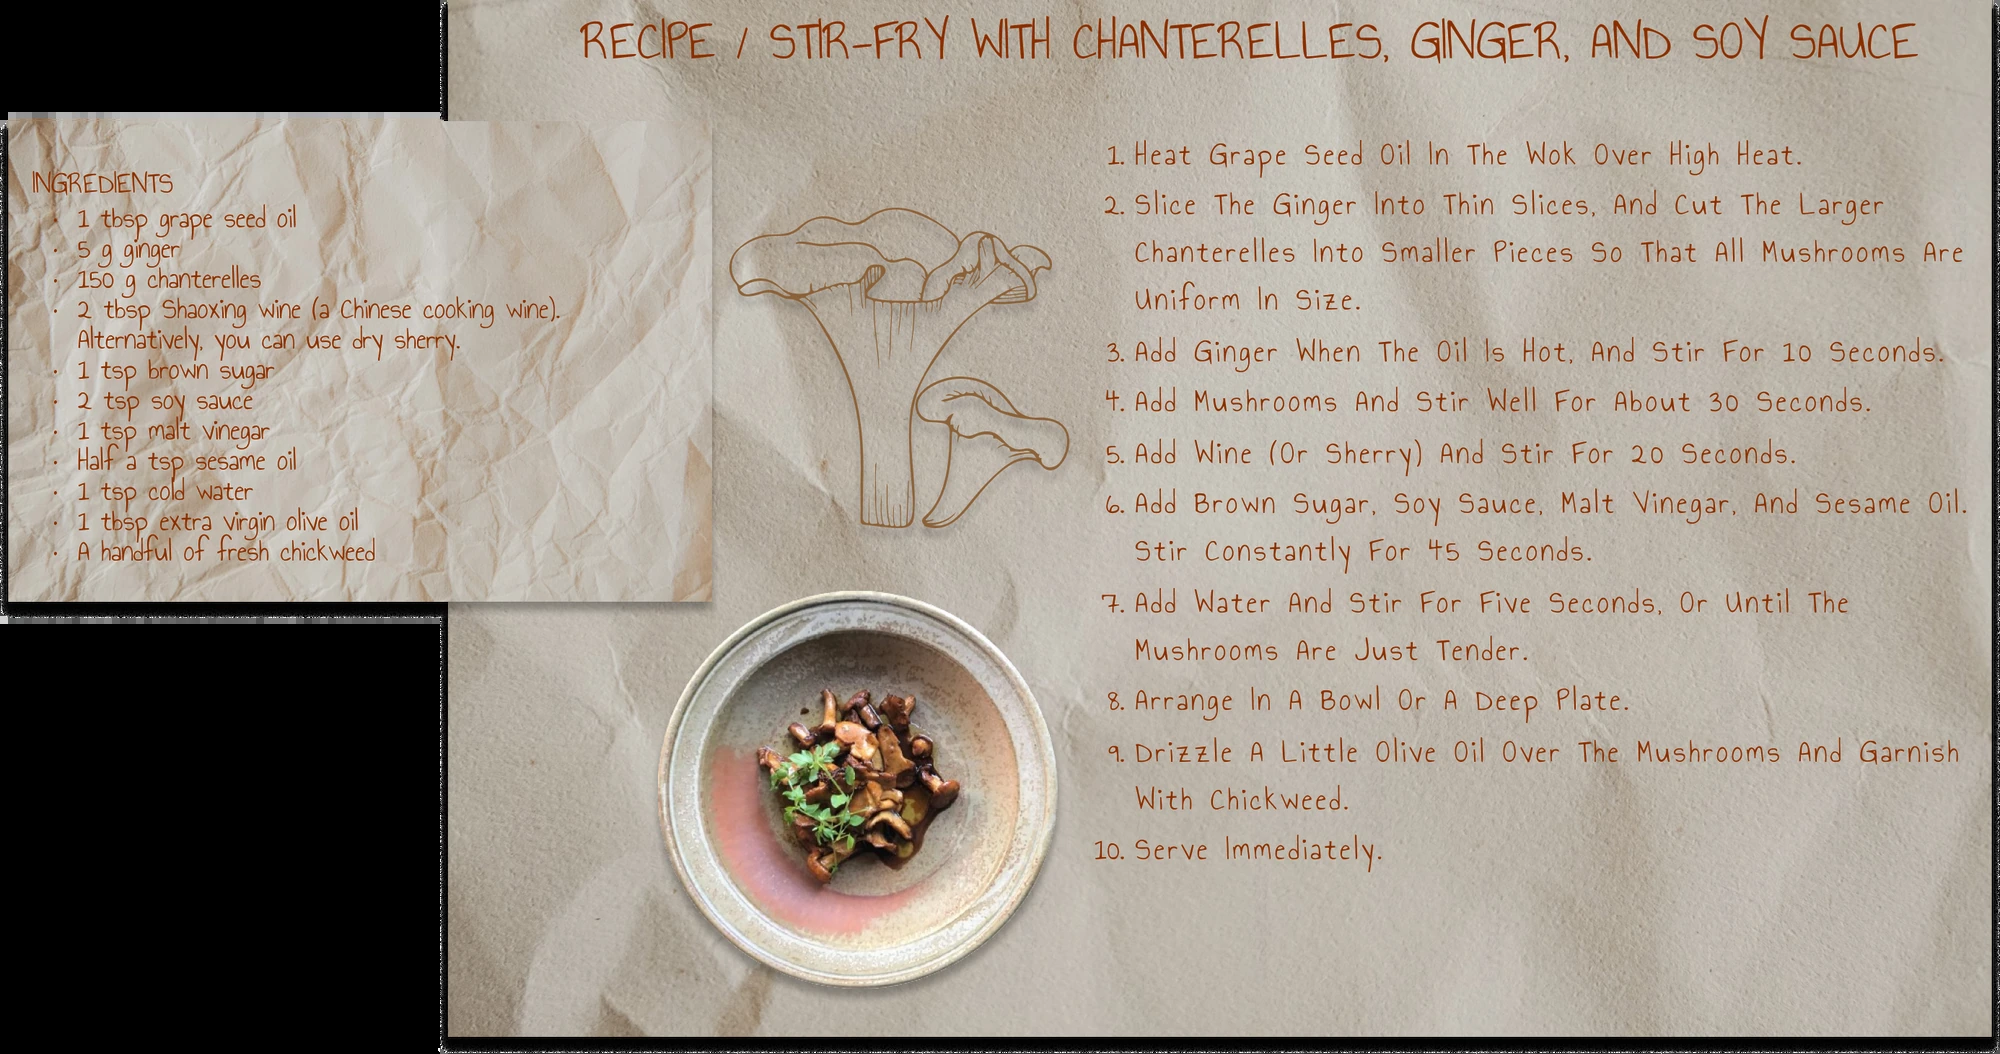 RECIPE / STIR-FRY WITH CHANTERELLES, GINGER, AND SOY SAUCE
INGREDIENTS
· 1 tbsp grape seed oil
· 5 g ginger
· 150 g chanterelles
· 2 tbsp Shaoxing wine (a Chinese cooking wine).
Alternatively, you can use dry sherry.
· 1 tsp brown sugar
· 2 tsp soy sauce
· 1 tsp malt vinegar
· Half a tsp sesame oil
· 1 tsp cold water
· 1 tbsp extra virgin olive oil
· A handful of fresh chickweed
1. Heat Grape Seed Oil In The Wok Over High Heat.
2. Slice The Ginger Into Thin Slices, And Cut The Larger
Chanterelles Into Smaller Pieces So That All Mushrooms Are
Uniform In Size.
3. Add Ginger When The Oil Is Hot, And Stir For 10 Seconds.
4. Add Mushrooms And Stir Well For About 30 Seconds.
5. Add Wine (Or Sherry) And Stir For 20 Seconds.
6. Add Brown Sugar, Soy Sauce, Malt Vinegar, And Sesame Oil.
Stir Constantly For 45 Seconds.
7. Add Water And Stir For Five Seconds, Or Until The
Mushrooms Are Just Tender.
8. Arrange In A Bowl Or A Deep Plate.
9. Drizzle A Little Olive Oil Over The Mushrooms And Garnish
With Chickweed.
10. Serve Immediately.